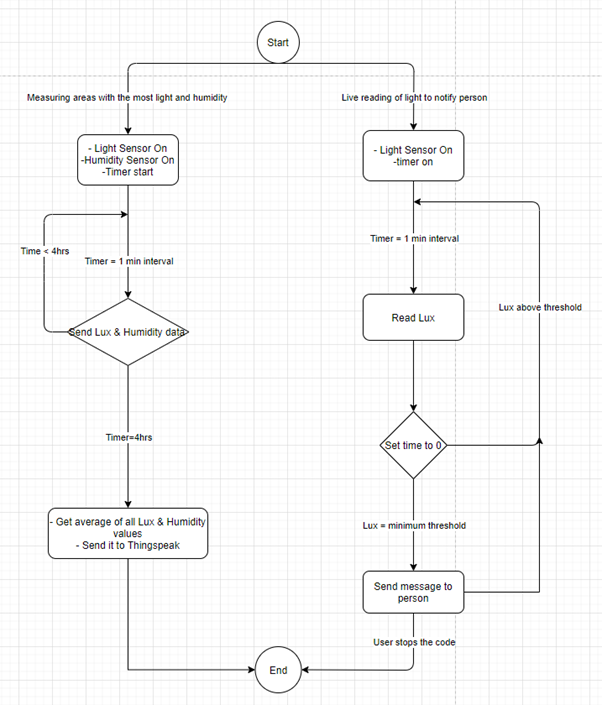 Start
Measuring areas with the most light and humidity
Live reading of light to notify person
- Light Sensor On
-Humidity Sensor On
-Timer start
- Light Sensor On
-timer on
Time < 4hrs
Timer = 1 min interval
Timer = 1 min interval
Send Lux & Humidity data
Read Lux
Lux above threshold
Timer=4hrs
Set time to 0
- Get average of all Lux & Humidity
values
- Send it to Thingspeak
Lux = minimum threshold
Send message to
person
User stops the code
End